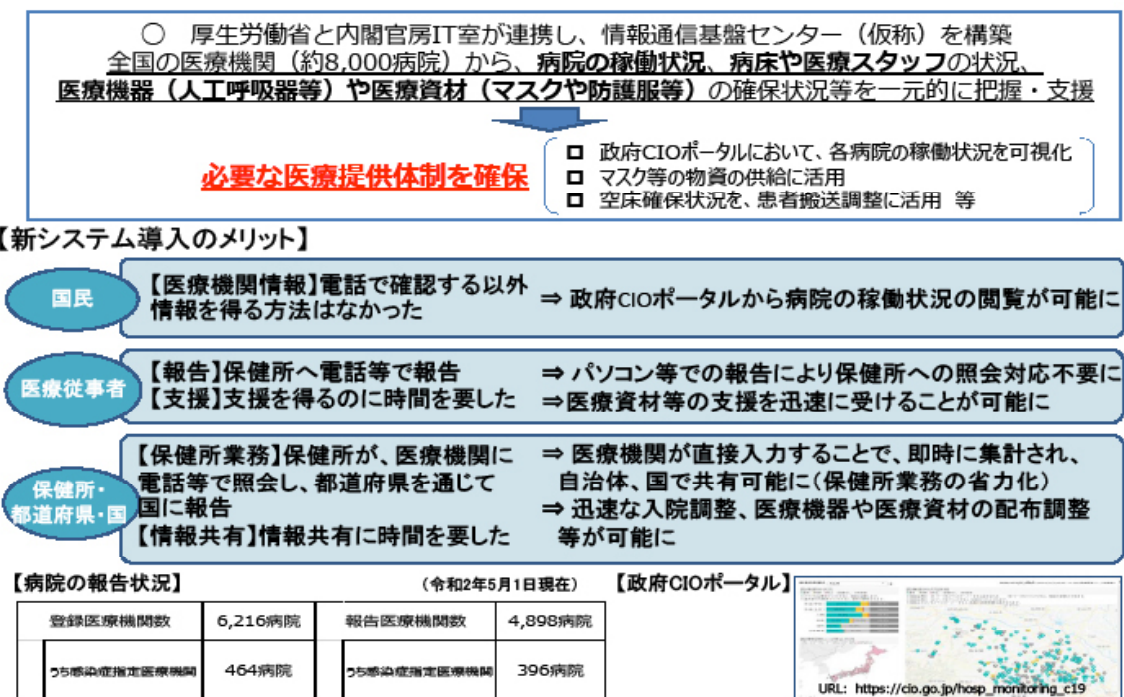 ○ 厚生労働省と内閣官房IT室が連携し、情報通信基盤センター（仮称）を構築
全国の医療機関（約8,000病院）から、病院の稼働状況、病床や医療スタッフの状況、
医療機器（人工呼吸器等）や医療資材（マスクや防護服等）の確保状況等を一元的に把握・支援
必要な医療提供体制を確保
政府CIOポータルにおいて、各病院の稼働状況を可視化
マスク等の物資の供給に活用
空床確保状況を、患者搬送調整に活用 等
【新システム導入のメリット】
国民
【医療機関情報】電話で確認する以外
情報を得る方法はなかった
⇒ 政府CIOポータルから病院の稼働状況の閲覧が可能に
医療従事者
【報告】保健所へ電話等で報告
【支援】支援を得るのに時間を要した
⇒ パソコン等での報告により保健所への照会対応不要に
⇒医療資材等の支援を迅速に受けることが可能に
保健所・
都道府県・国
【保健所業務】保健所が、医療機関に
電話等で照会し、都道府県を通じて
国に報告
【情報共有】情報共有に時間を要した
⇒ 医療機関が直接入力することで、即時に集計され、
自治体、国で共有可能に（保健所業務の省力化）
⇒ 迅速な入院調整、医療機器や医療資材の配布調整
等が可能に
【病院の報告状況】
（令和2年5月1日現在）
登録医療機関数 6,216病院 報告医療機関数 4,898病院
うち感染症指定医療機関 464病院 うち感染症指定医療機関 396病院
【政府CIOポータル】
URL: https://cio.go.jp/hosp_monitoring_c19